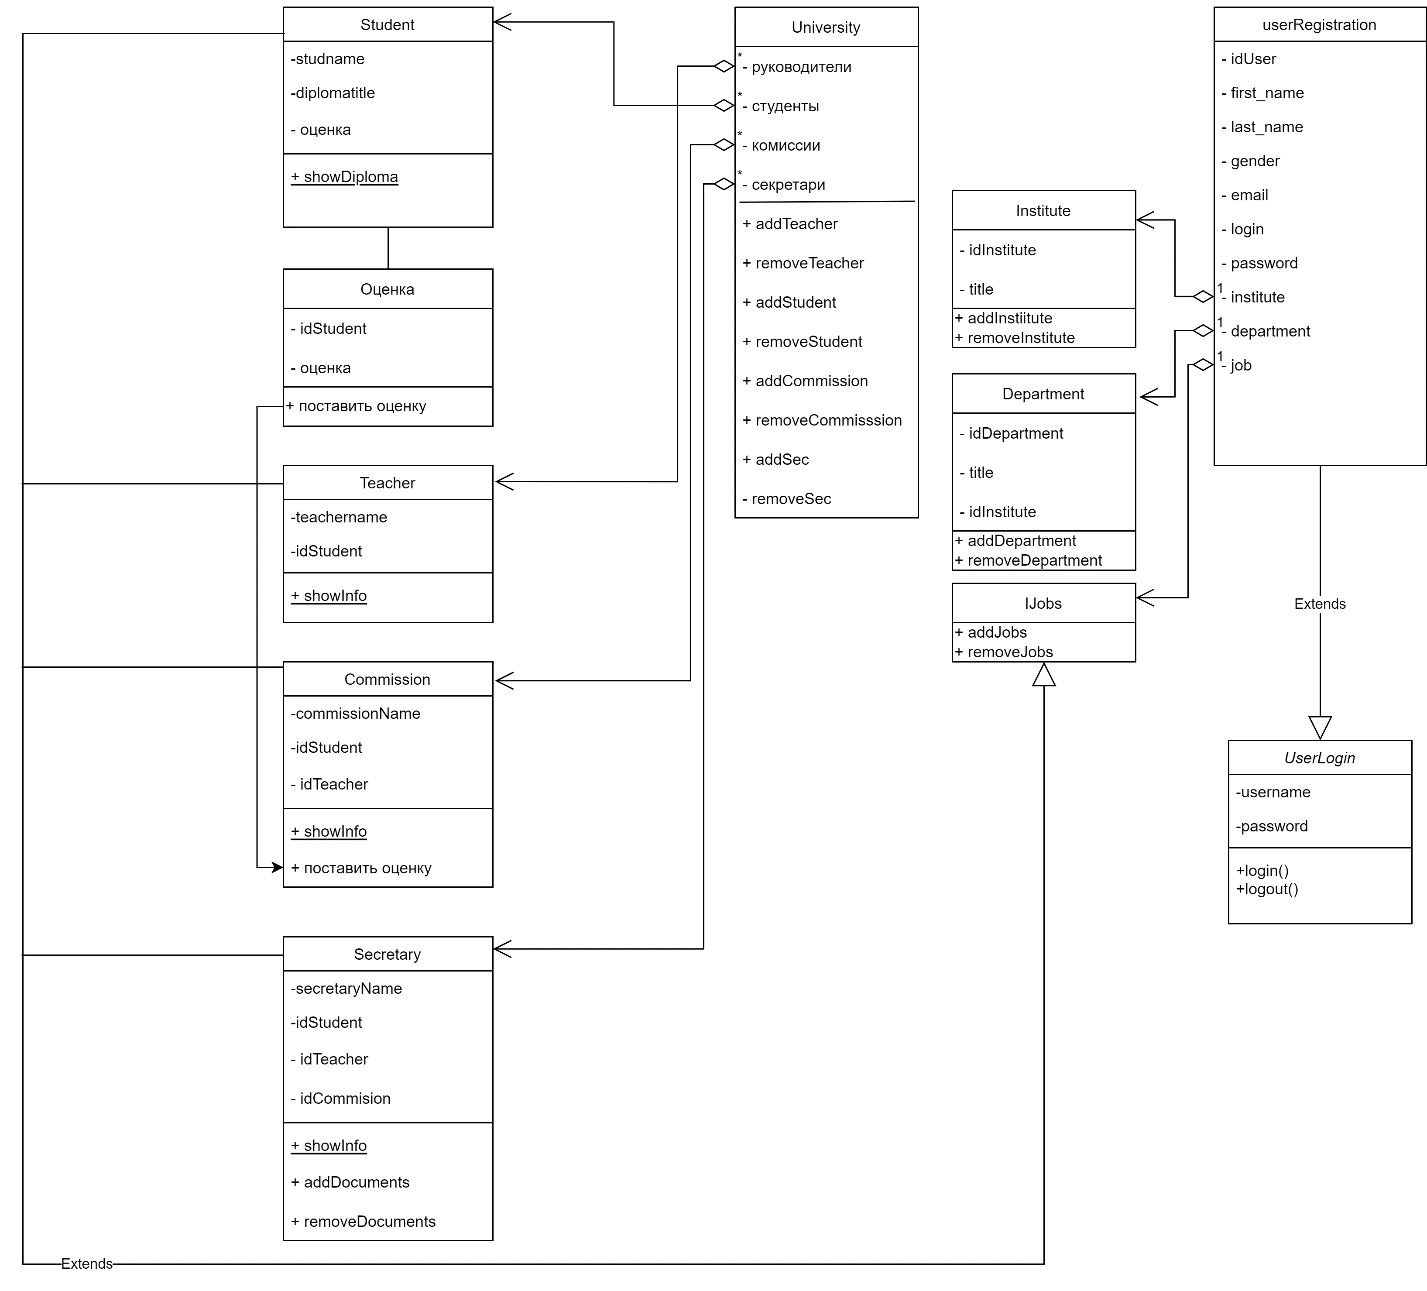 Student
-studname
-diplomatitle
- оценка
+ showDiploma
Оценка
- idStudent
- оценка
+ поставить оценку
Teacher
-teachername
-idStudent
+ showInfo
Commission
-commissionName
-idStudent
- idTeacher
+ showInfo
+ поставить оценку
Secretary
-secretaryName
-idStudent
- idTeacher
- idCommision
+ showInfo
+ addDocuments
+ removeDocuments
Extends
University
*
- руководители
*
- студенты
*
- комиссии
*
- секретари
+ addTeacher
+ removeTeacher
+ addStudent
+ removeStudent
+ addCommission
+ removeCommisssion
+ addSec
- removeSec
Institute
- idInstitute
- title
+ addInstiitute
+ removeInstitute
Department
- idDepartment
- title
- idInstitute
+ addDepartment
+ removeDepartment
IJobs
+ addJobs
+ removeJobs
userRegistration
- idUser
- first_name
- last_name
- gender
- email
- login
- password
1
- institute
1
- department
1
- job
Extends
UserLogin
-username
-password
+login()
+logout()